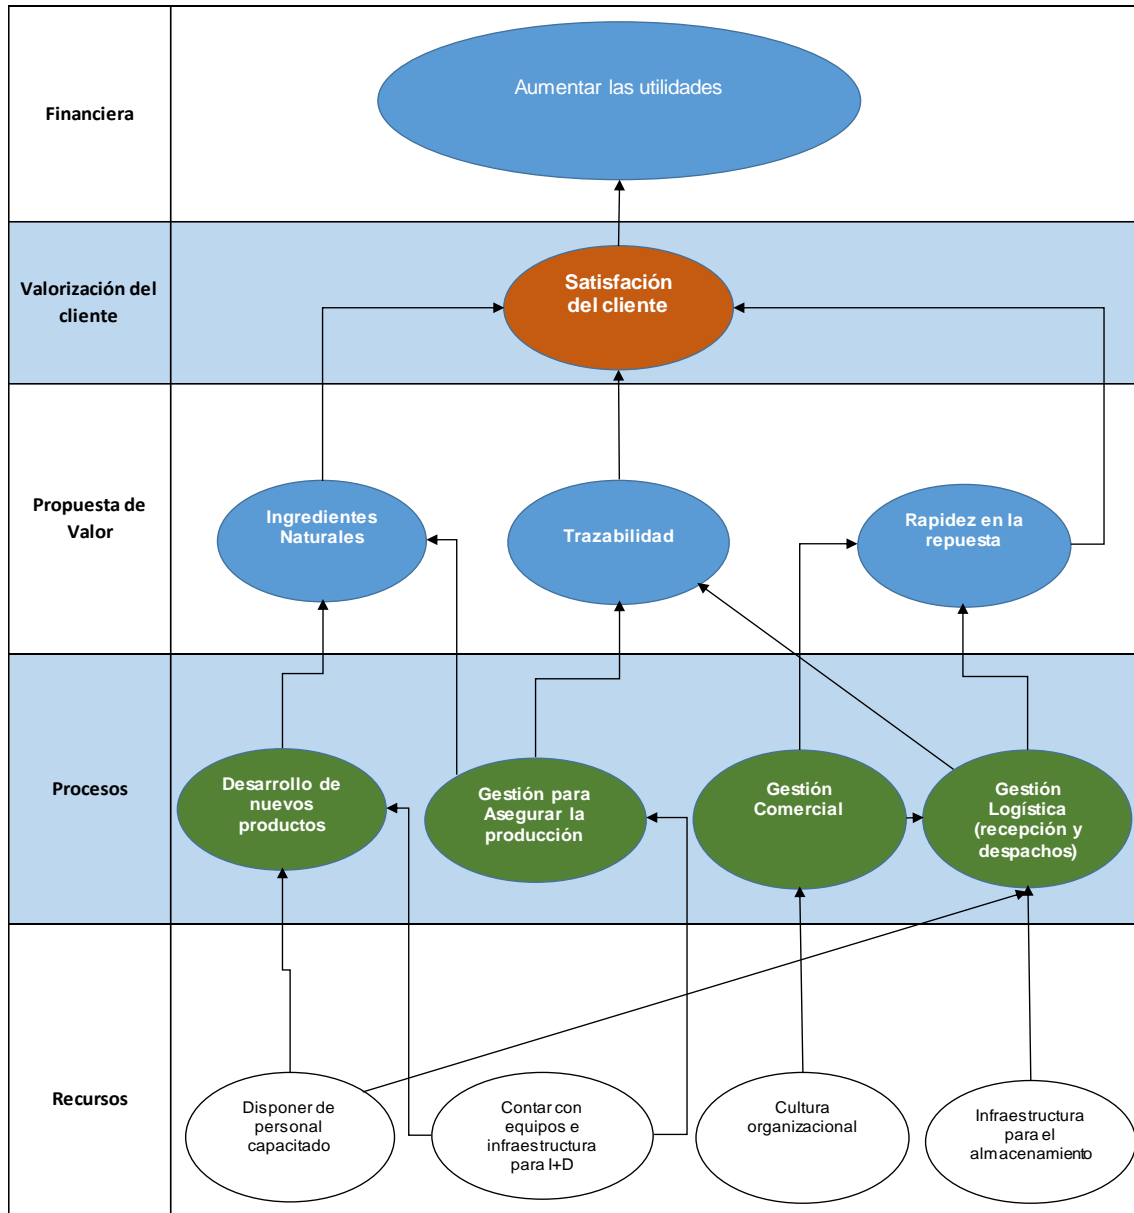 Financiera
Aumentar las utilidades
Valorización del
cliente
Satisfacción
del cliente
Propuesta de
Valor
Ingredientes
Naturales
Trazabilidad
Rapidez en la
repuesta
Procesos
Desarrollo de
nuevos
productos
Gestión para
Asegurar la
producción
Gestión
Comercial
Gestión
Logística
(recepción y
despachos)
Recursos
Disponer de
personal
capacitado
Contar con
equipos e
infraestructura
para I+D
Cultura
organizacional
Infraestructura
para el
almacenamiento